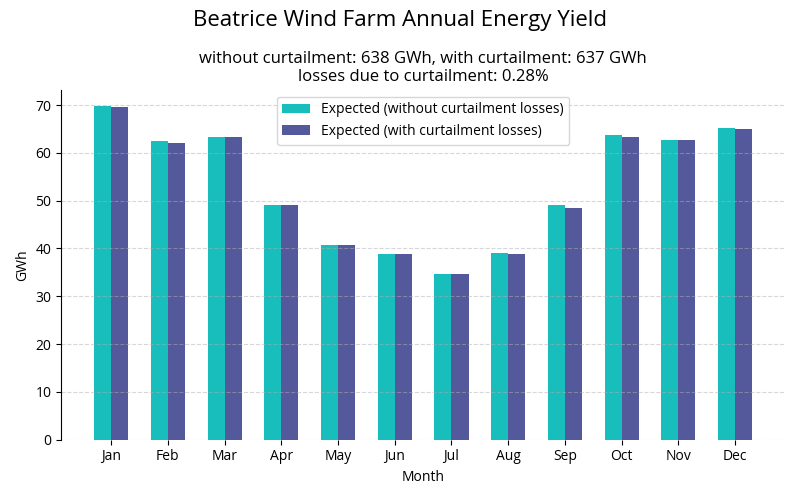 Beatrice Wind Farm Annual Energy Yield
without curtailment: 638 GWh, with curtailment: 637 GWh
losses due to curtailment: 0.28%
Expected (without curtailment losses)
Expected (with curtailment losses)
GWh
70
60
50
40
30
20
10
0
Jan Feb Mar Apr May Jun Jul Aug Sep Oct Nov Dec
Month